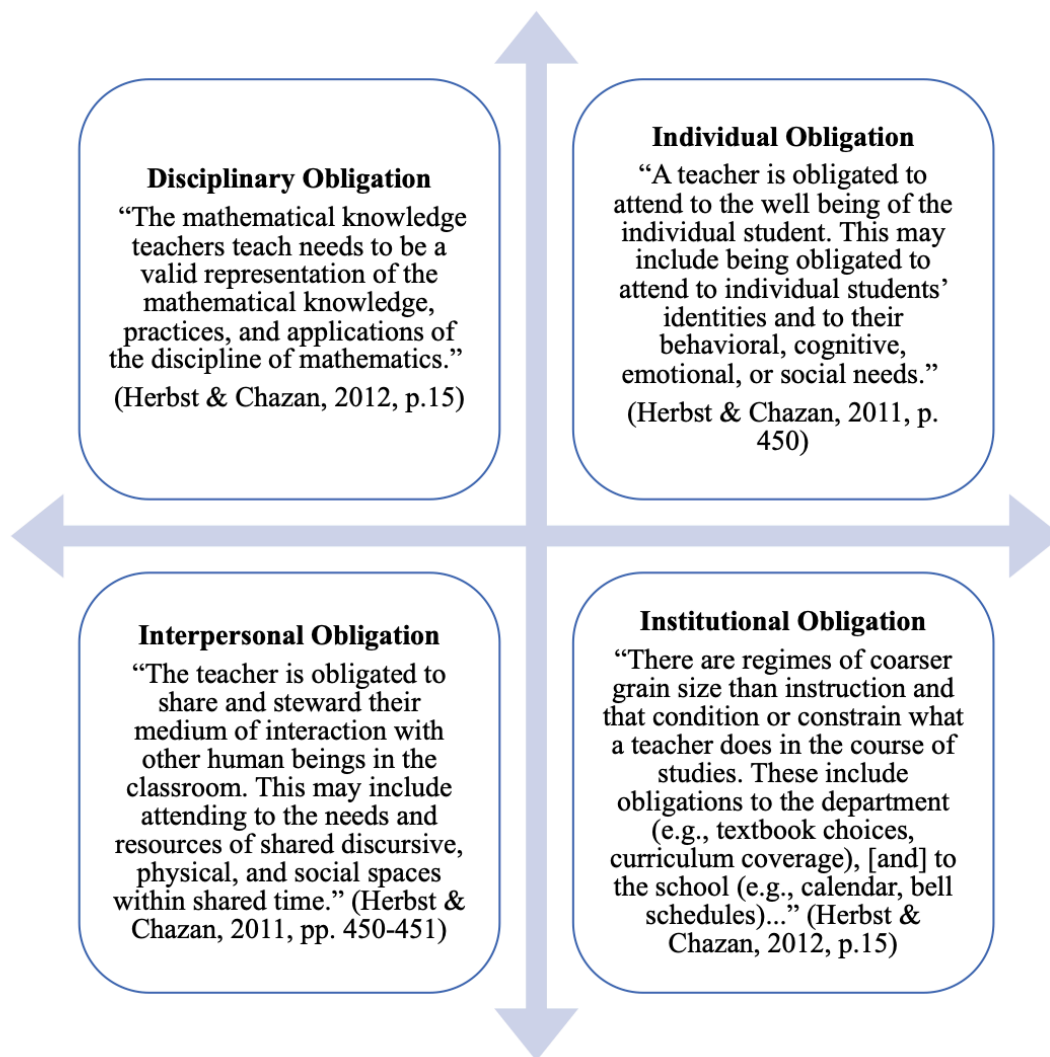 Disciplinary Obligation
“The mathematical knowledge
teachers teach needs to be a
valid representation of the
mathematical knowledge,
practices, and applications of
the discipline of mathematics.”
(Herbst & Chazan, 2012, p.15)
Individual Obligation
“A teacher is obligated to
attend to the well being of the
individual student. This may
include being obligated to
attend to individual students’
identities and to their
behavioral, cognitive,
emotional, or social needs.”
(Herbst & Chazan, 2011, p.
450)
Interpersonal Obligation
“The teacher is obligated to
share and steward their
medium of interaction with
other human beings in the
classroom. This may include
attending to the needs and
resources of shared discursive,
physical, and social spaces
within shared time.” (Herbst &
Chazan, 2011, pp. 450-451)
Institutional Obligation
“There are regimes of coarser
grain size than instruction and
that condition or constrain what
a teacher does in the course of
studies. These include
obligations to the department
(e.g., textbook choices,
curriculum coverage), [and] to
the school (e.g., calendar, bell
schedules)...” (Herbst &
Chazan, 2012, p.15)